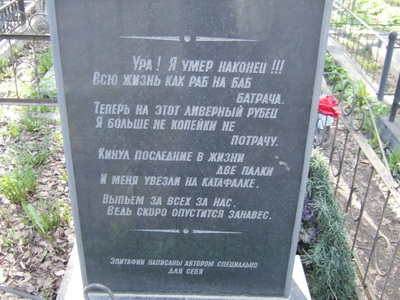 Ура! Я умер наконец!!!
Всю жизнь как раб на баб
батрача.
Теперь на этот ливерный рубец
Я больше не копейки не
потрачу.
Кинул последние в жизни
две палки
И меня увезли на катафалке.
Выпьем за всех за нас,
Ведь скоро опустится занавес.
Эпитафии написаны автором специально
для себя